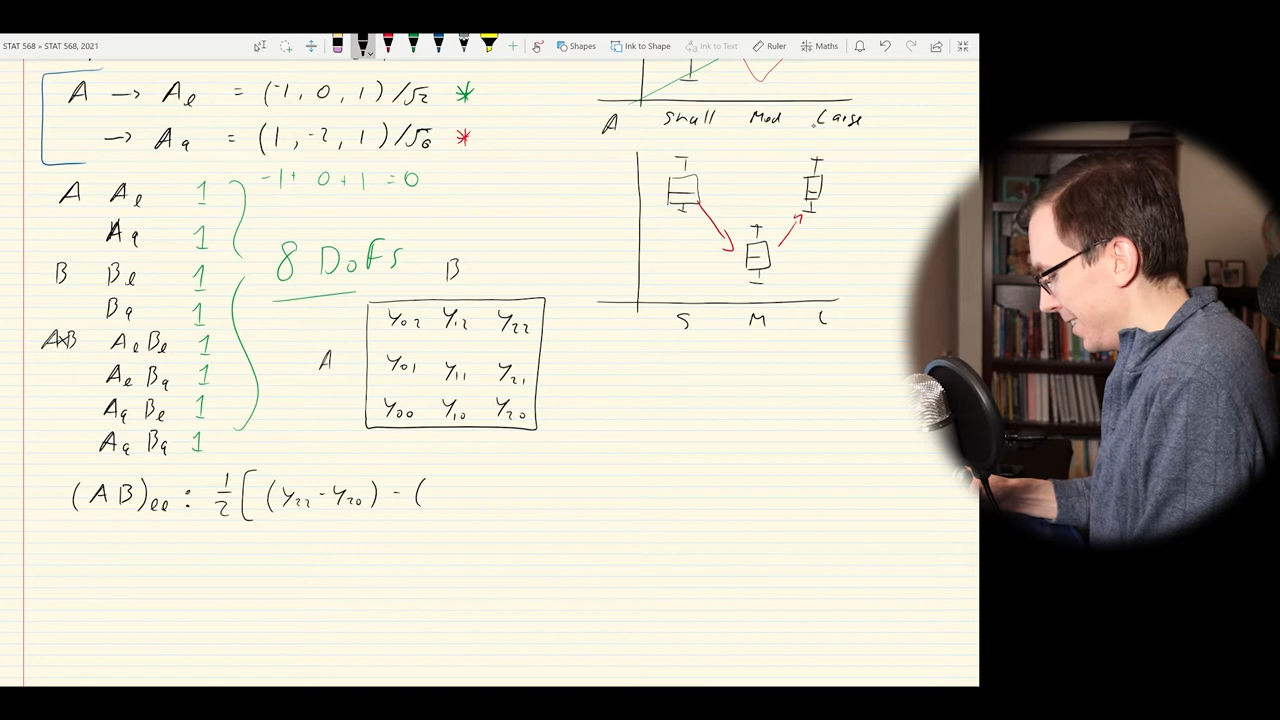 STAT 568 » STAT 568, 2021
Shapes
Ink to Shape
Ink to Text
Ruler
Maths
A → Aℓ = (-1, 0, 1)/√2 *
→ Aq = (1, -2, 1)/√6 *
-1 + 0 + 1 = 0
A Aℓ 1
Aq 1
B Bℓ 1
Bq 1
A×B AℓBℓ 1
AℓBq 1
AqBℓ 1
AqBq 1
8 DoFs
B
A
y02 y12 y22
y01 y11 y21
y00 y10 y20
(AB)ℓℓ : 1/2 [ (y22 - y20) - (
A Small Med Large
S M L